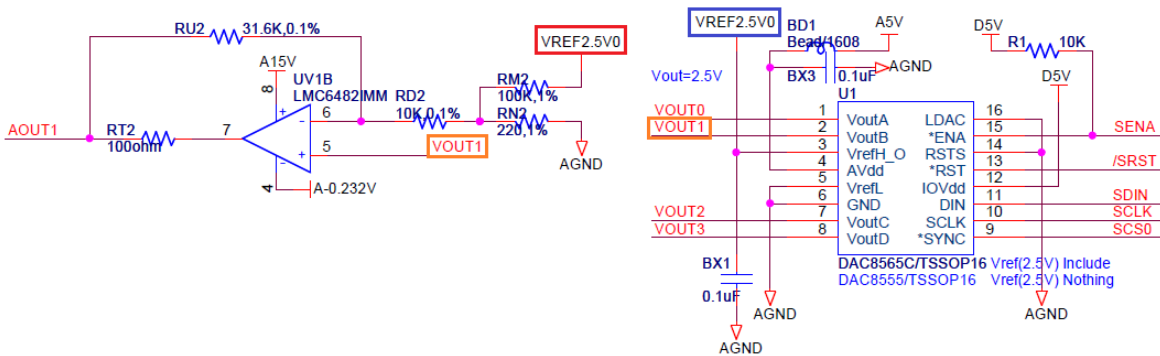 RU2
31.6K,0.1%
A15V
8
UV1B
LMC6482IMM
RD2
10K,0.1%
6
RM2
100K,1%
RN2
220,1%
VREF2.5V0
AOUT1
RT2
100ohm
7
+
-
-
+
5
VOUT1
4
A-0.232V
AGND
VREF2.5V0
BD1
Bead/1608
A5V
D5V
R1
10K
Vout=2.5V
BX3
0.1uF
AGND
U1
D5V
VOUT0
1
VoutA
LDAC
16
VOUT1
2
VoutB
*ENA
15
SENA
3
VrefH_O
RSTS
14
4
AVdd
*RST
13
/SRST
5
VrefL
IOVdd
12
6
GND
DIN
11
SDIN
VOUT2
7
VoutC
SCLK
10
SCLK
VOUT3
8
VoutD
*SYNC
9
SCS0
BX1
0.1uF
DAC8565C/TSSOP16 Vref(2.5V) Include
DAC8555/TSSOP16 Vref(2.5V) Nothing
AGND
AGND
AGND